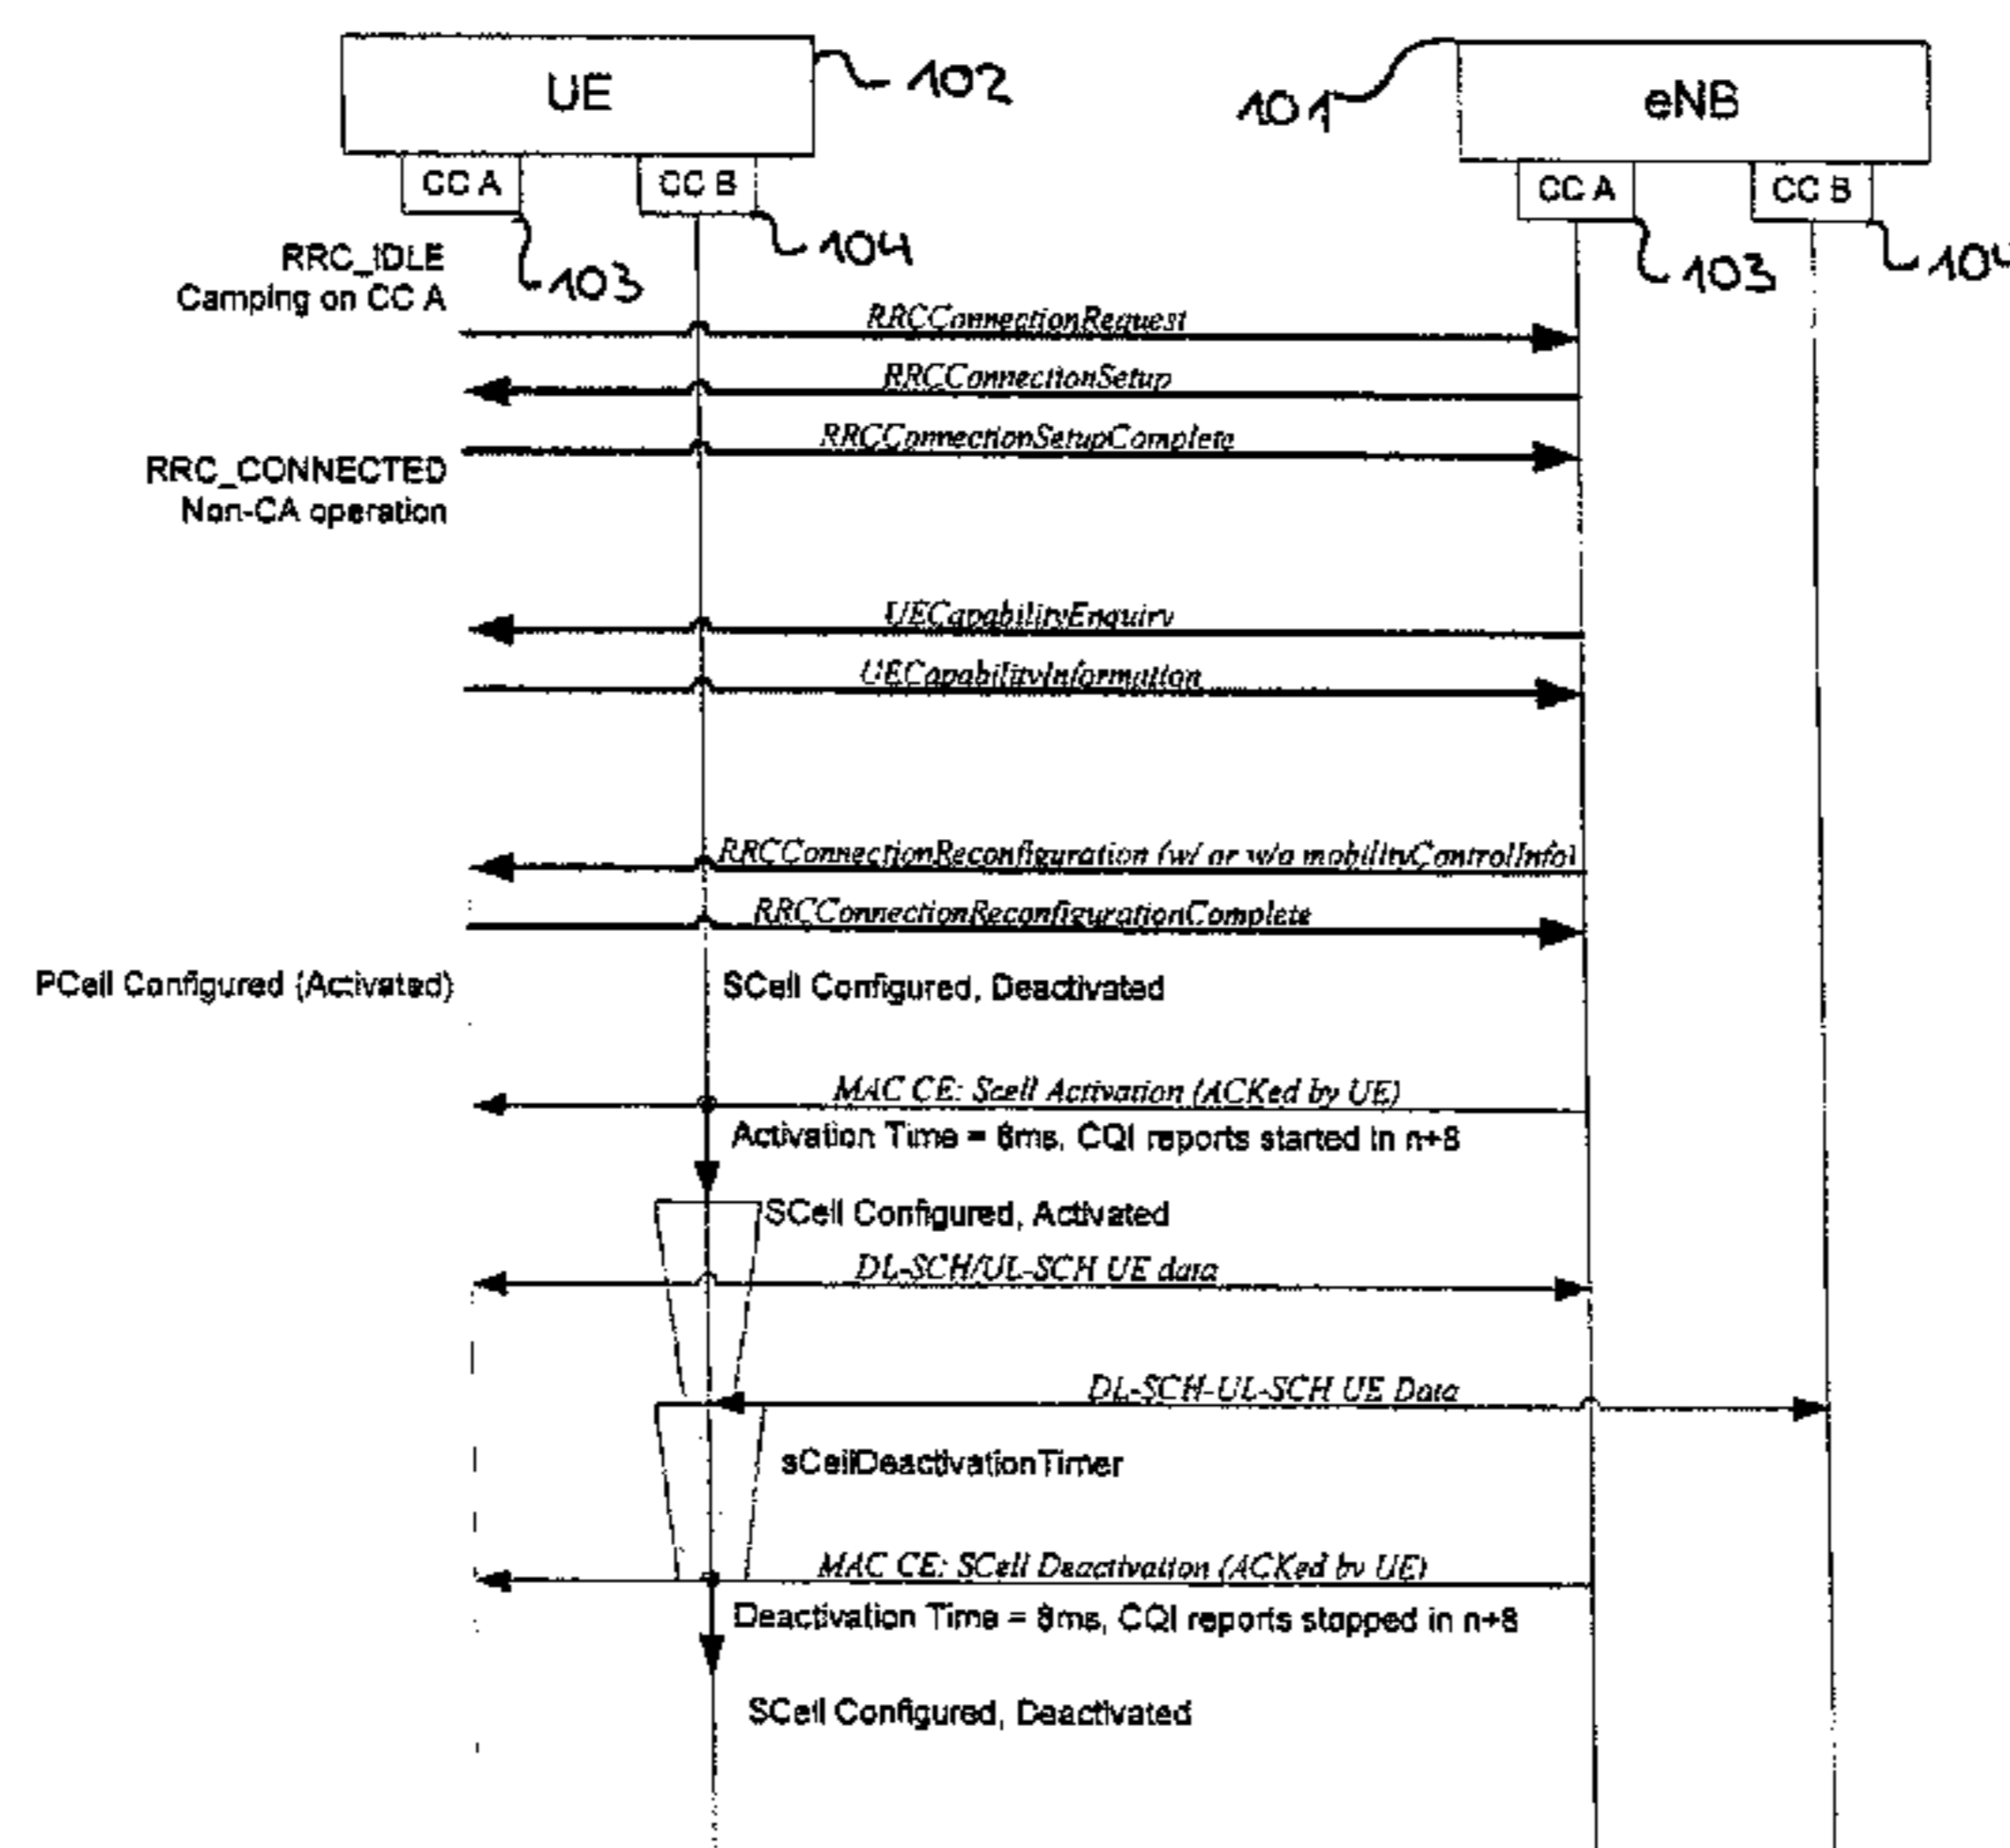 UE
102
101
eNB
CC A
CC B
CC A
CC B
103
104
103
104
RRC_IDLE
Camping on CC A
RRCConnectionRequest
RRCConnectionSetup
RRCConnectionSetupComplete
RRC_CONNECTED
Non-CA operation
UECapabilityEnquiry
UECapabilityInformation
RRCConnectionReconfiguration (w/ or w/o mobilityControlInfo)
RRCConnectionReconfigurationComplete
PCell Configured (Activated)
SCell Configured, Deactivated
MAC CE: Scell Activation (ACKed by UE)
Activation Time = 8ms, CQI reports started in n+8
SCell Configured, Activated
DL-SCH/UL-SCH UE data
DL-SCH-UL-SCH UE Data
sCellDeactivationTimer
MAC CE: SCell Deactivation (ACKed by UE)
Deactivation Time = 8ms, CQI reports stopped in n+8
SCell Configured, Deactivated